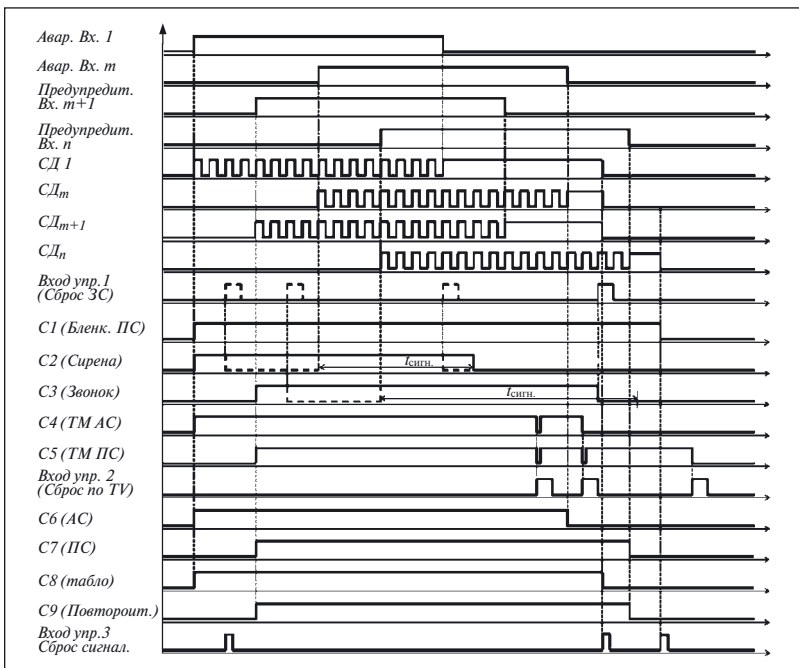 Авар. Вх. 1
Авар. Вх. m
Предупредит.
Вх. m+1
Предупредит.
Вх. n
СД 1
СДm
СДm+1
СДn
Вход упр.1
(Сброс ЗС)
С1 (Бленк. ПС)
С2 (Сирена)
tсигн.
С3 (Звонок)
tсигн.
С4 (ТМ АС)
С5 (ТМ ПС)
Вход упр. 2
(Сброс по TV)
С6 (АС)
С7 (ПС)
С8 (табло)
С9 (Повтороит.)
Вход упр.3
Сброс сигнал.